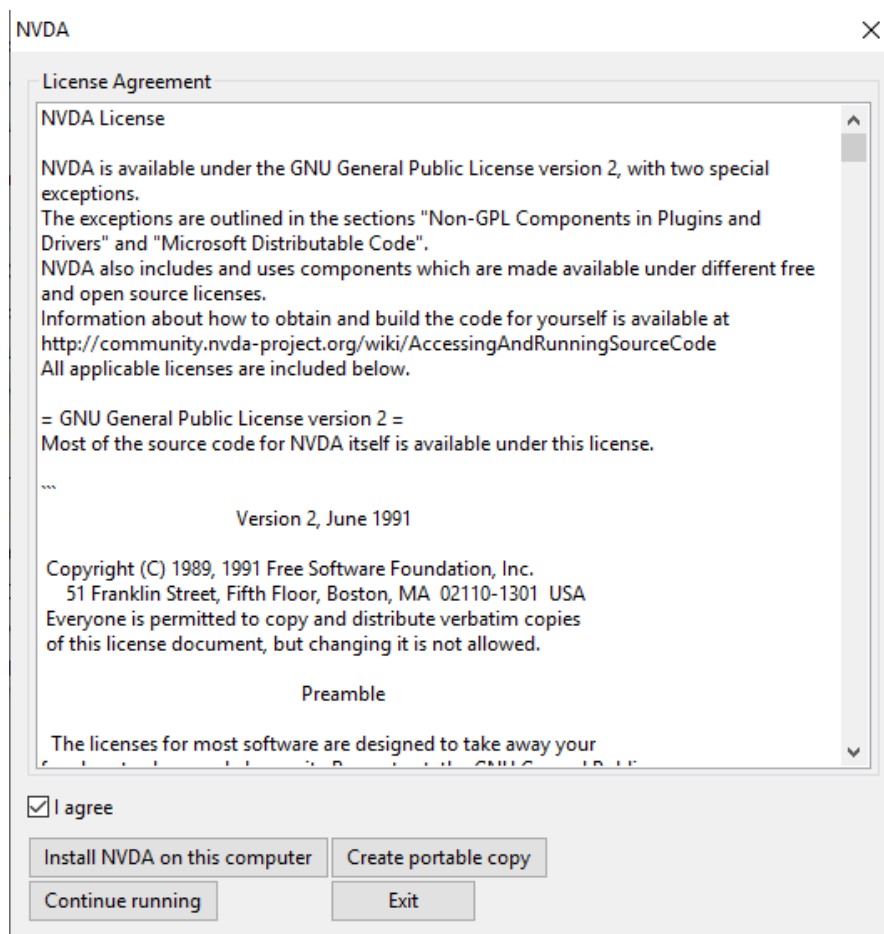 NVDA
License Agreement
NVDA License
NVDA is available under the GNU General Public License version 2, with two special
exceptions.
The exceptions are outlined in the sections "Non-GPL Components in Plugins and
Drivers" and "Microsoft Distributable Code".
NVDA also includes and uses components which are made available under different free
and open source licenses.
Information about how to obtain and build the code for yourself is available at
http://community.nvda-project.org/wiki/AccessingAndRunningSourceCode
All applicable licenses are included below.
= GNU General Public License version 2 =
Most of the source code for NVDA itself is available under this license.
```
Version 2, June 1991
Copyright (C) 1989, 1991 Free Software Foundation, Inc.
51 Franklin Street, Fifth Floor, Boston, MA  02110-1301  USA
Everyone is permitted to copy and distribute verbatim copies
of this license document, but changing it is not allowed.
Preamble
The licenses for most software are designed to take away your
I agree
Install NVDA on this computer
Create portable copy
Continue running
Exit